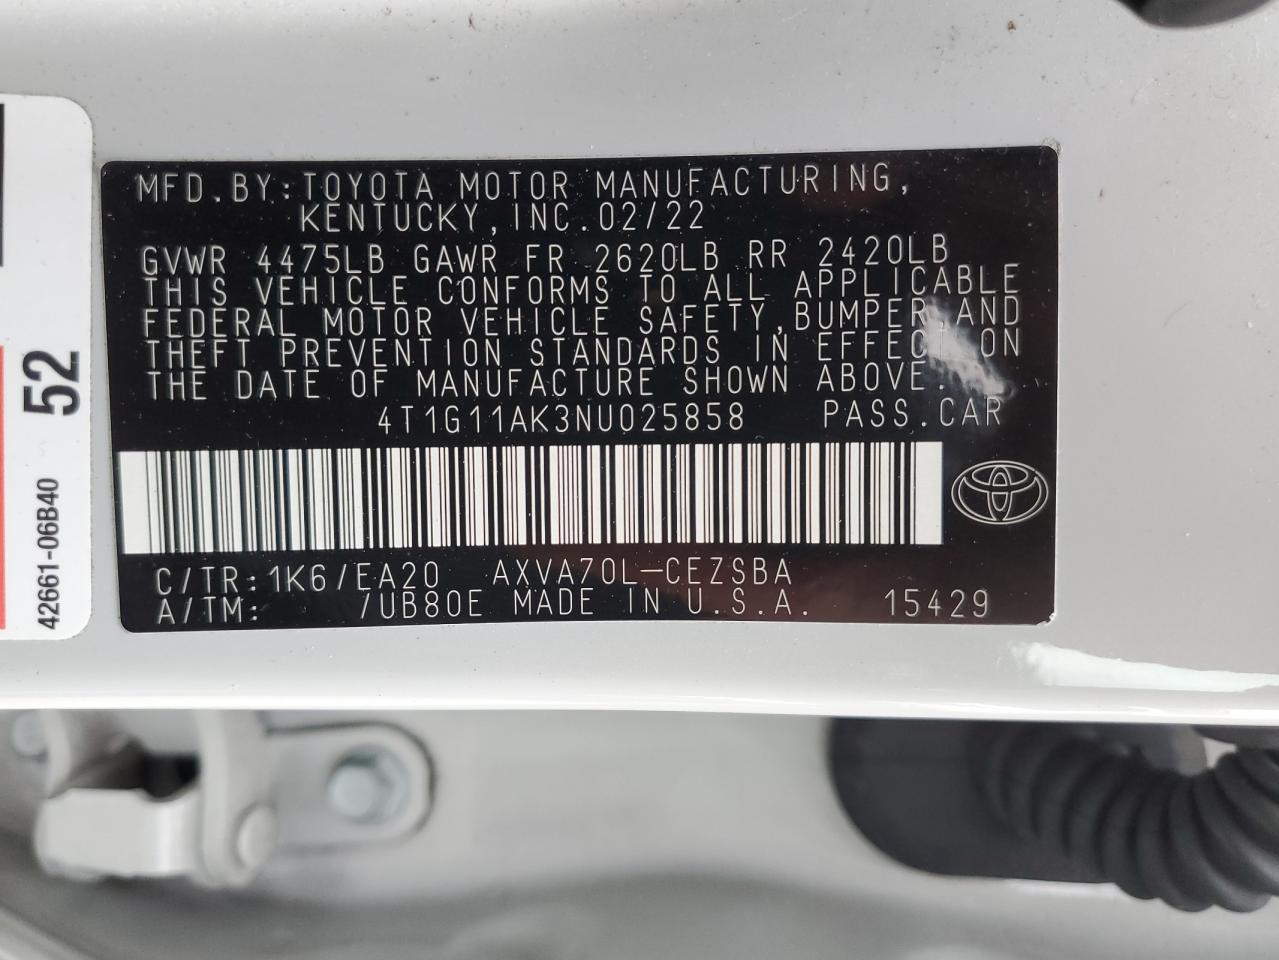 MFD.BY:TOYOTA MOTOR MANUFACTURING,
KENTUCKY,INC.02/22
GVWR 4475LB GAWR FR 2620LB RR 2420LB
THIS VEHICLE CONFORMS TO ALL APPLICABLE
FEDERAL MOTOR VEHICLE SAFETY,BUMPER,AND
THEFT PREVENTION STANDARDS IN EFFECT ON
THE DATE OF MANUFACTURE SHOWN ABOVE.
4T1G11AK3NU025858 PASS.CAR
C/TR:1K6/EA20 AXVA70L-CEZSBA
A/TM: 7UB80E MADE IN U.S.A. 15429
42661-06B40 52